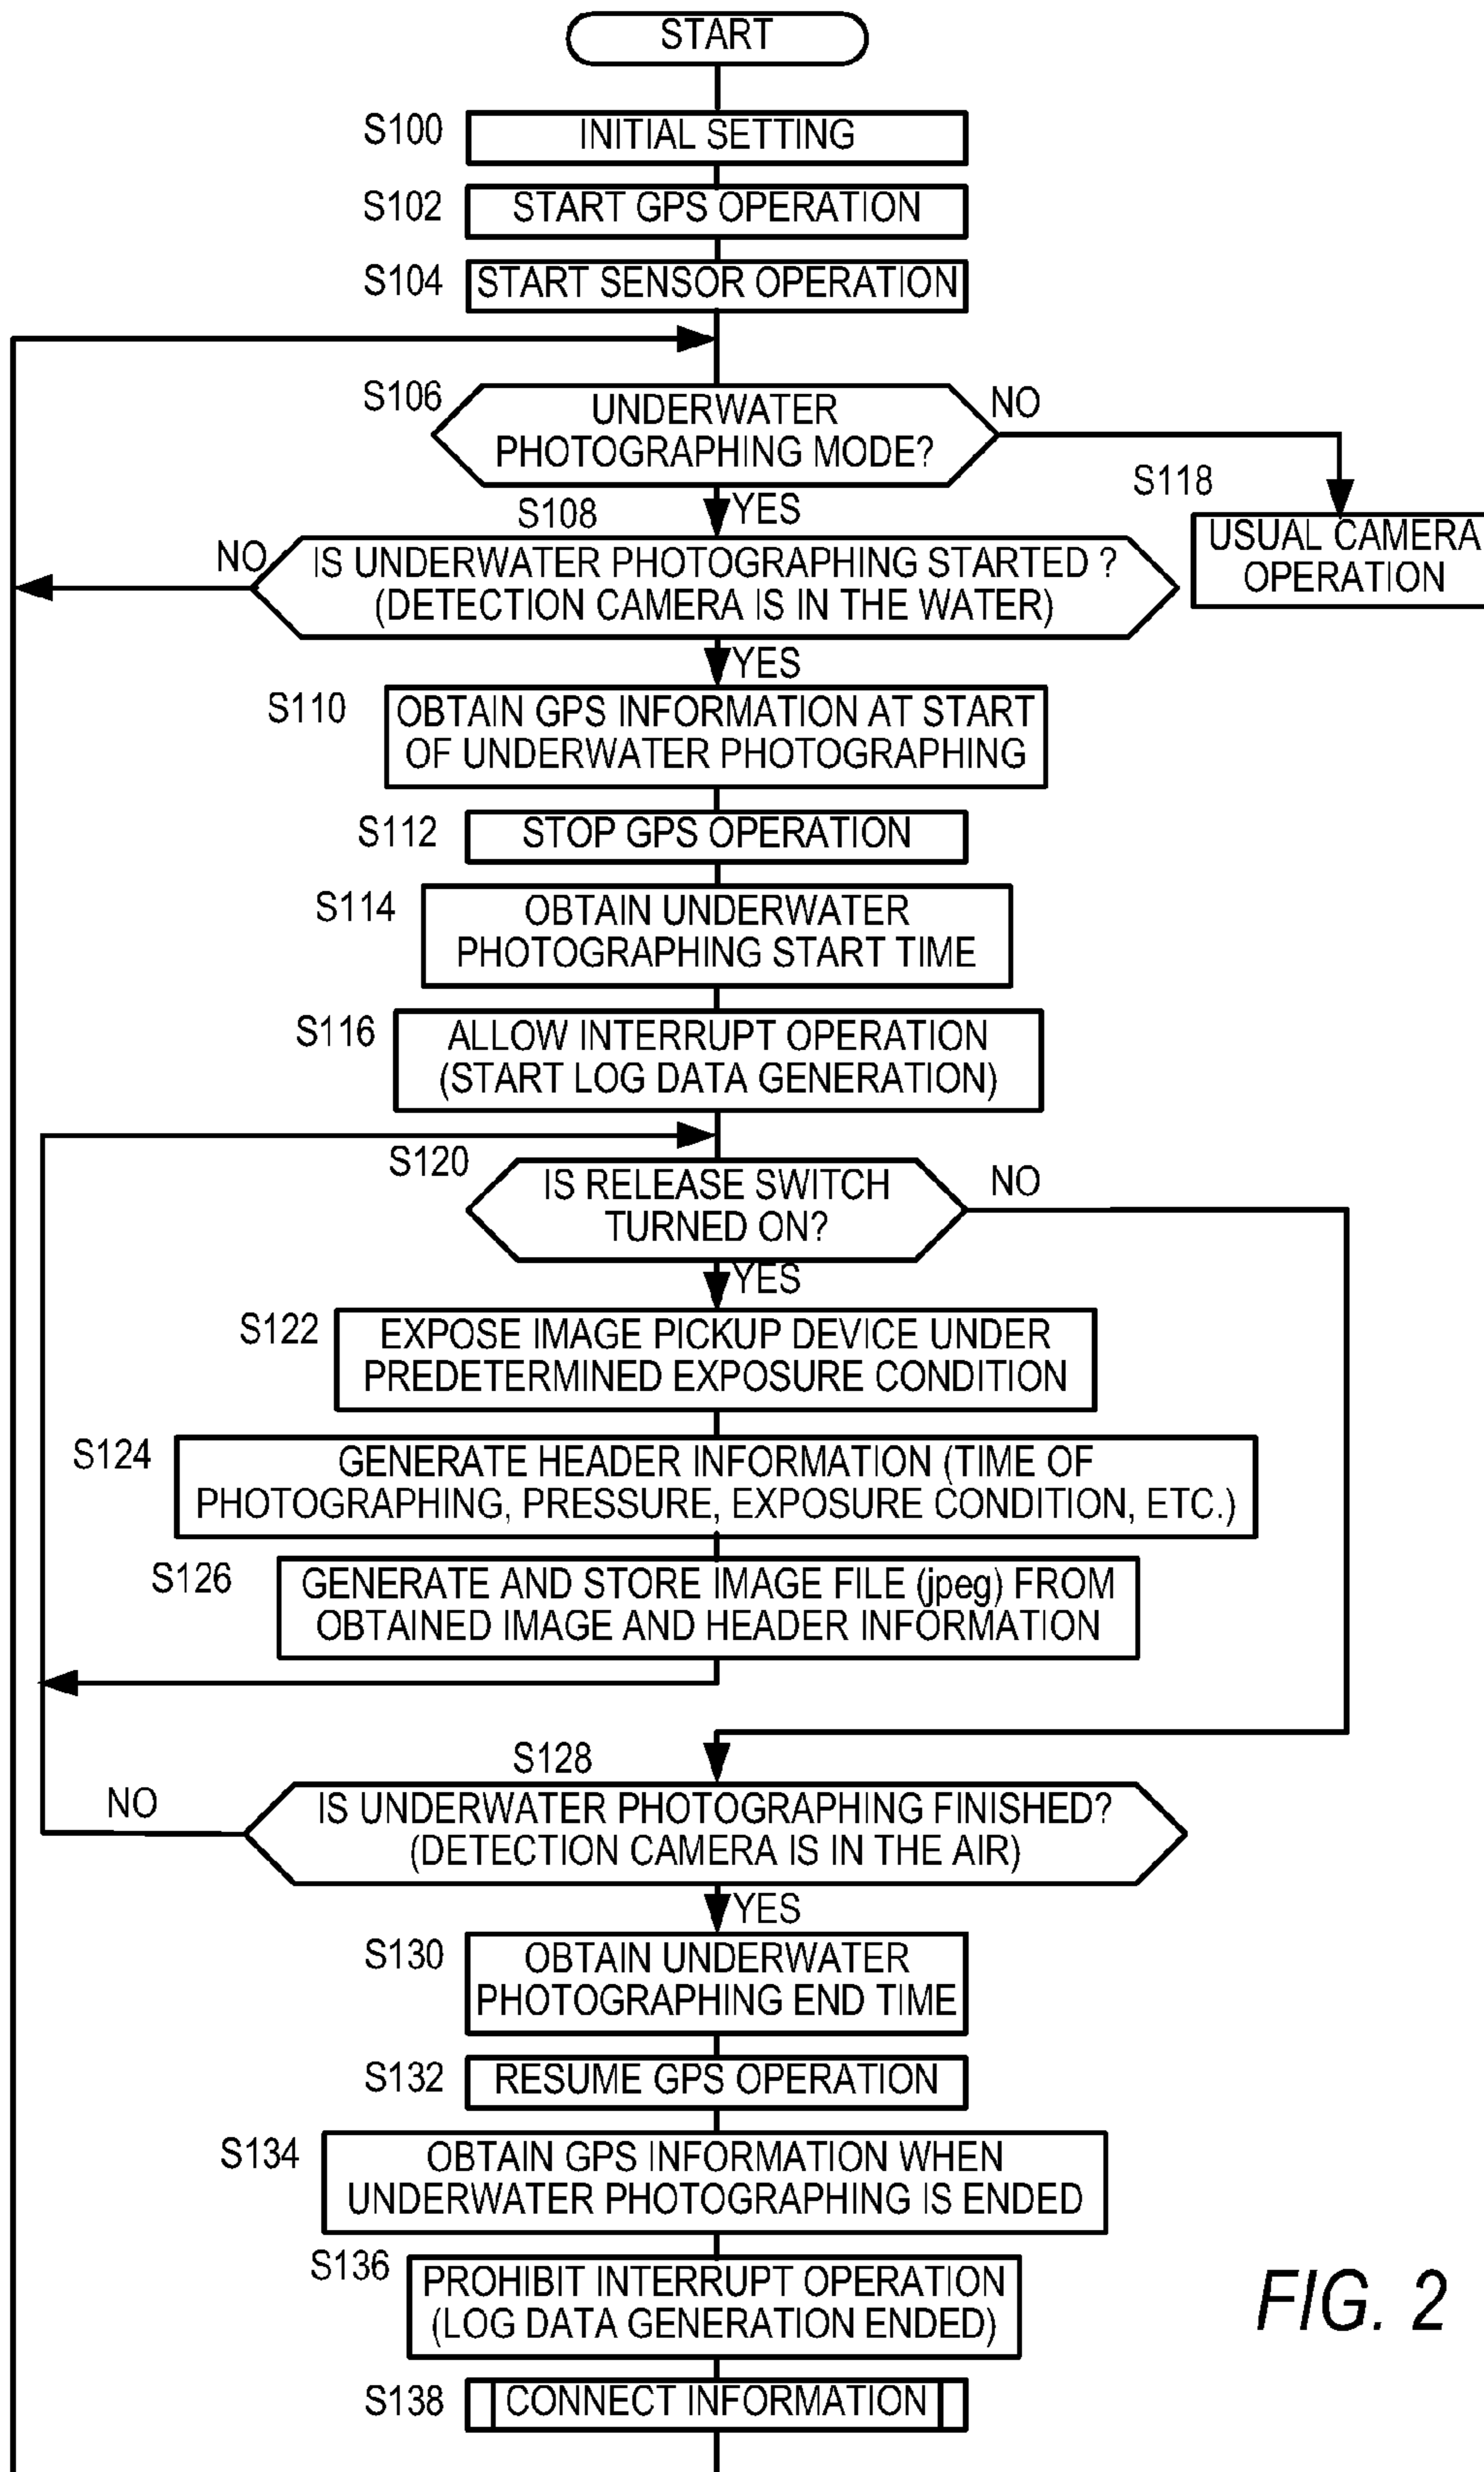 START
S100
INITIAL SETTING
S102
START GPS OPERATION
S104
START SENSOR OPERATION
S106
UNDERWATER
PHOTOGRAPHING MODE?
NO
S118
USUAL CAMERA
OPERATION
YES
S108
NO
IS UNDERWATER PHOTOGRAPHING STARTED ?
(DETECTION CAMERA IS IN THE WATER)
YES
S110
OBTAIN GPS INFORMATION AT START
OF UNDERWATER PHOTOGRAPHING
S112
STOP GPS OPERATION
S114
OBTAIN UNDERWATER
PHOTOGRAPHING START TIME
S116
ALLOW INTERRUPT OPERATION
(START LOG DATA GENERATION)
S120
IS RELEASE SWITCH
TURNED ON?
NO
YES
S122
EXPOSE IMAGE PICKUP DEVICE UNDER
PREDETERMINED EXPOSURE CONDITION
S124
GENERATE HEADER INFORMATION (TIME OF
PHOTOGRAPHING, PRESSURE, EXPOSURE CONDITION, ETC.)
S126
GENERATE AND STORE IMAGE FILE (jpeg) FROM
OBTAINED IMAGE AND HEADER INFORMATION
S128
NO
IS UNDERWATER PHOTOGRAPHING FINISHED?
(DETECTION CAMERA IS IN THE AIR)
YES
S130
OBTAIN UNDERWATER
PHOTOGRAPHING END TIME
S132
RESUME GPS OPERATION
S134
OBTAIN GPS INFORMATION WHEN
UNDERWATER PHOTOGRAPHING IS ENDED
S136
PROHIBIT INTERRUPT OPERATION
(LOG DATA GENERATION ENDED)
S138
CONNECT INFORMATION
FIG. 2